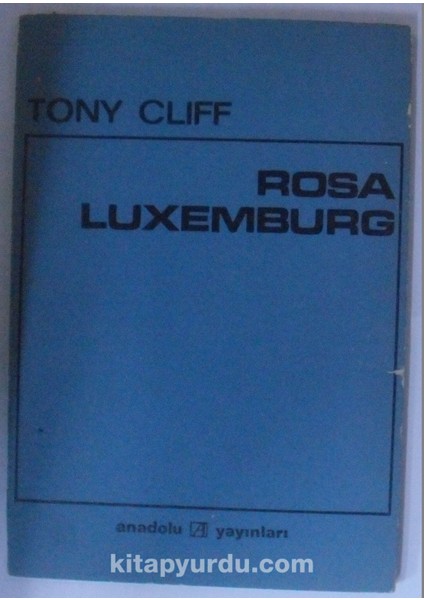 TONY CLIFF
ROSA
LUXEMBURG
anadolu A yayınları
kitapyurdu.com